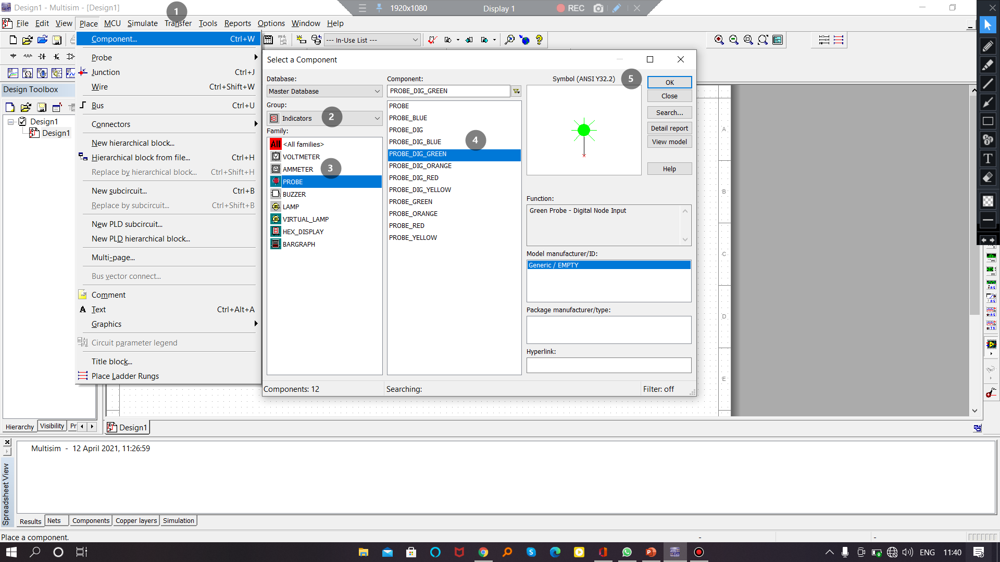 Design1 - Multisim - [Design1]
1
1920x1080
Display 1
REC
File Edit View Place MCU Simulate Transfer Tools Reports Options Window Help
Component... Ctrl+W
--- In-Use List ---
Probe
Junction Ctrl+J
Wire Ctrl+Shift+W
Bus Ctrl+U
Connectors
New hierarchical block...
Hierarchical block from file... Ctrl+H
Replace by hierarchical block... Ctrl+Shift+H
New subcircuit... Ctrl+B
Replace by subcircuit... Ctrl+Shift+B
New PLD subcircuit...
New PLD hierarchical block...
Multi-page...
Bus vector connect...
Comment
Text Ctrl+Alt+A
Graphics
Circuit parameter legend
Title block...
Place Ladder Rungs
Design Toolbox
Design1
Design1
Hierarchy Visibility Pr
Select a Component
Database:
Master Database
Group:
Indicators
2
Family:
All <All families>
VOLTMETER
AMMETER
3
PROBE
BUZZER
LAMP
VIRTUAL_LAMP
HEX_DISPLAY
BARGRAPH
Component:
PROBE_DIG_GREEN
PROBE
PROBE_BLUE
PROBE_DIG
PROBE_DIG_BLUE
4
PROBE_DIG_GREEN
PROBE_DIG_ORANGE
PROBE_DIG_RED
PROBE_DIG_YELLOW
PROBE_GREEN
PROBE_ORANGE
PROBE_RED
PROBE_YELLOW
Symbol (ANSI Y32.2)
5
OK
Close
Search...
Detail report
View model
Help
Function:
Green Probe - Digital Node Input
Model manufacturer/ID:
Generic / EMPTY
Package manufacturer/type:
Hyperlink:
Components: 12
Searching:
Filter: off
A
B
C
D
E
T
Design1
Multisim - 12 April 2021, 11:26:59
Spreadsheet View
Results Nets Components Copper layers Simulation
Place a component.
- -
ENG 11:40